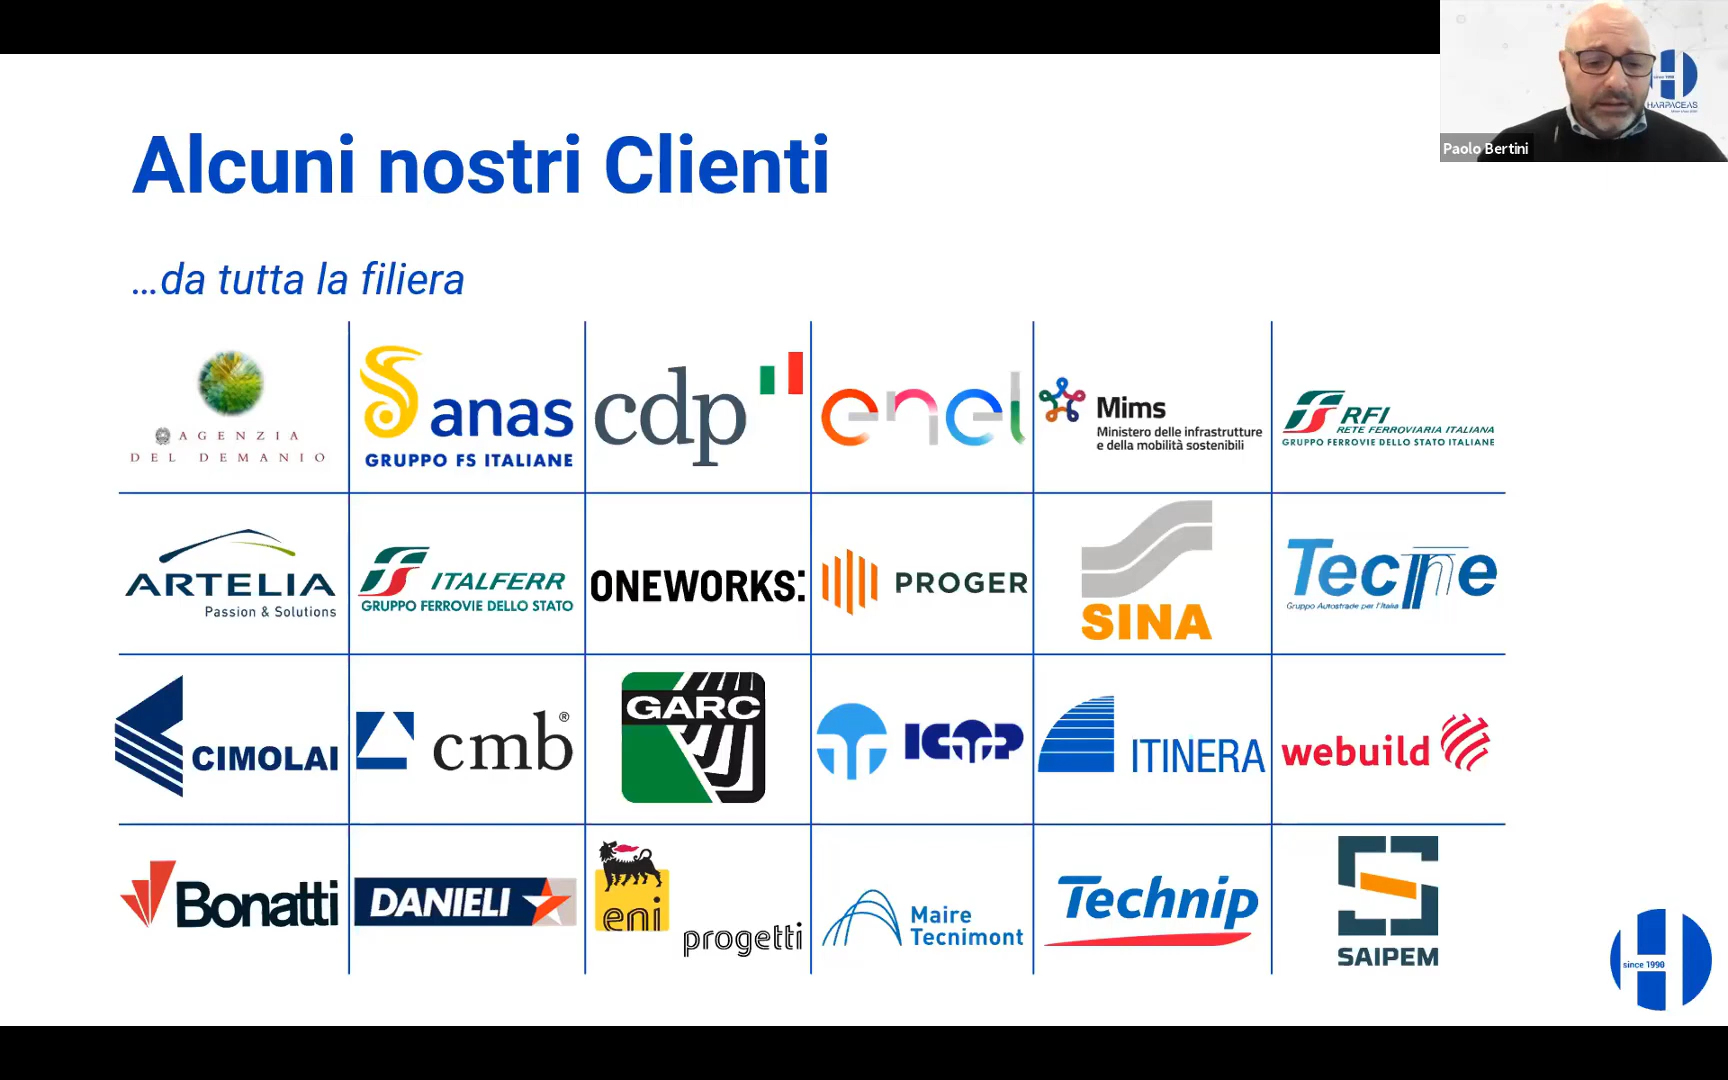 Alcuni nostri Clienti
...da tutta la filiera
since 1990
HARPACEAS
Paolo Bertini
AGENZIA
DEL DEMANIO
anas
GRUPPO FS ITALIANE
cdp
enel
Mims
Ministero delle infrastrutture
e della mobilità sostenibili
RFI
RETE FERROVIARIA ITALIANA
GRUPPO FERROVIE DELLO STATO ITALIANE
ARTELIA
Passion & Solutions
ITALFERR
GRUPPO FERROVIE DELLO STATO
ONEWORKS:
PROGER
SINA
Tecne
Gruppo Autostrade per l'Italia
CIMOLAI
cmb®
GARC
ICOP
ITINERA
webuild
Bonatti
DANIELI
eni
progetti
Maire
Tecnimont
Technip
SAIPEM
since 1990